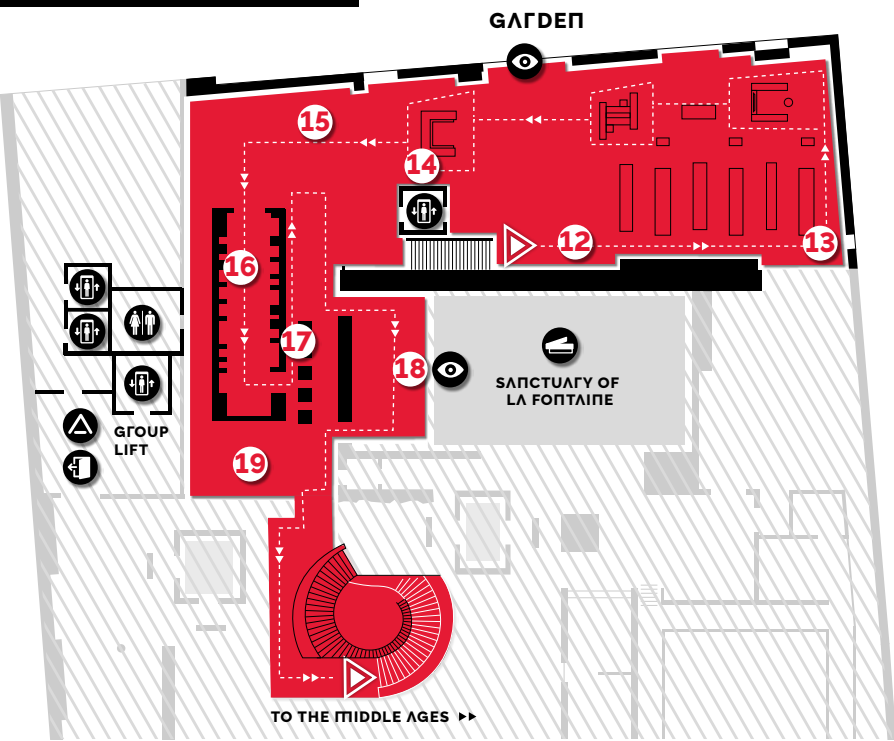 GARDEN
15
14
12
13
16
17
18
SANCTUARY OF
LA FONTAINE
GROUP
LIFT
19
TO THE MIDDLE AGES